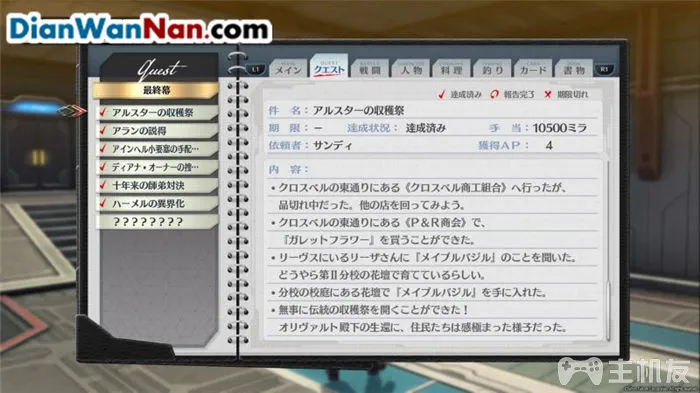 DianWanNan.com
quest
L1
メイン
QUEST
クエスト
戦闘
人物
料理
釣り
カード
書物
R1
最終幕
達成済み
報告完了
期限切れ
アルスターの収穫祭
アランの説得
アインヘル小要塞の手配…
ディアナ・オーナーの捜…
十年来の師弟対決
ハーメルの異界化
????????
件 名:アルスターの収穫祭
期 限:ー 達成状況: 達成済み 手 当:10500ミラ
依頼者:サンディ 獲得AP: 4
内 容:
・クロスベルの東通りにある《クロスベル商工組合》へ行ったが、
品切れ中だった。他の店を回ってみよう。
・クロスベルの東通りにある《P&R商会》で、
『ガレットフラワー』を買うことができた。
・リーヴスにいるリーザさんに『メイプルバジル』のことを聞いた。
どうやら第Ⅱ分校の花壇で育てているらしい。
・分校の校庭にある花壇で『メイプルバジル』を手に入れた。
・無事に伝統の収穫祭を開くことができた!
オリヴァルト殿下の生還に、住民たちは感極まった様子だった。
主机友